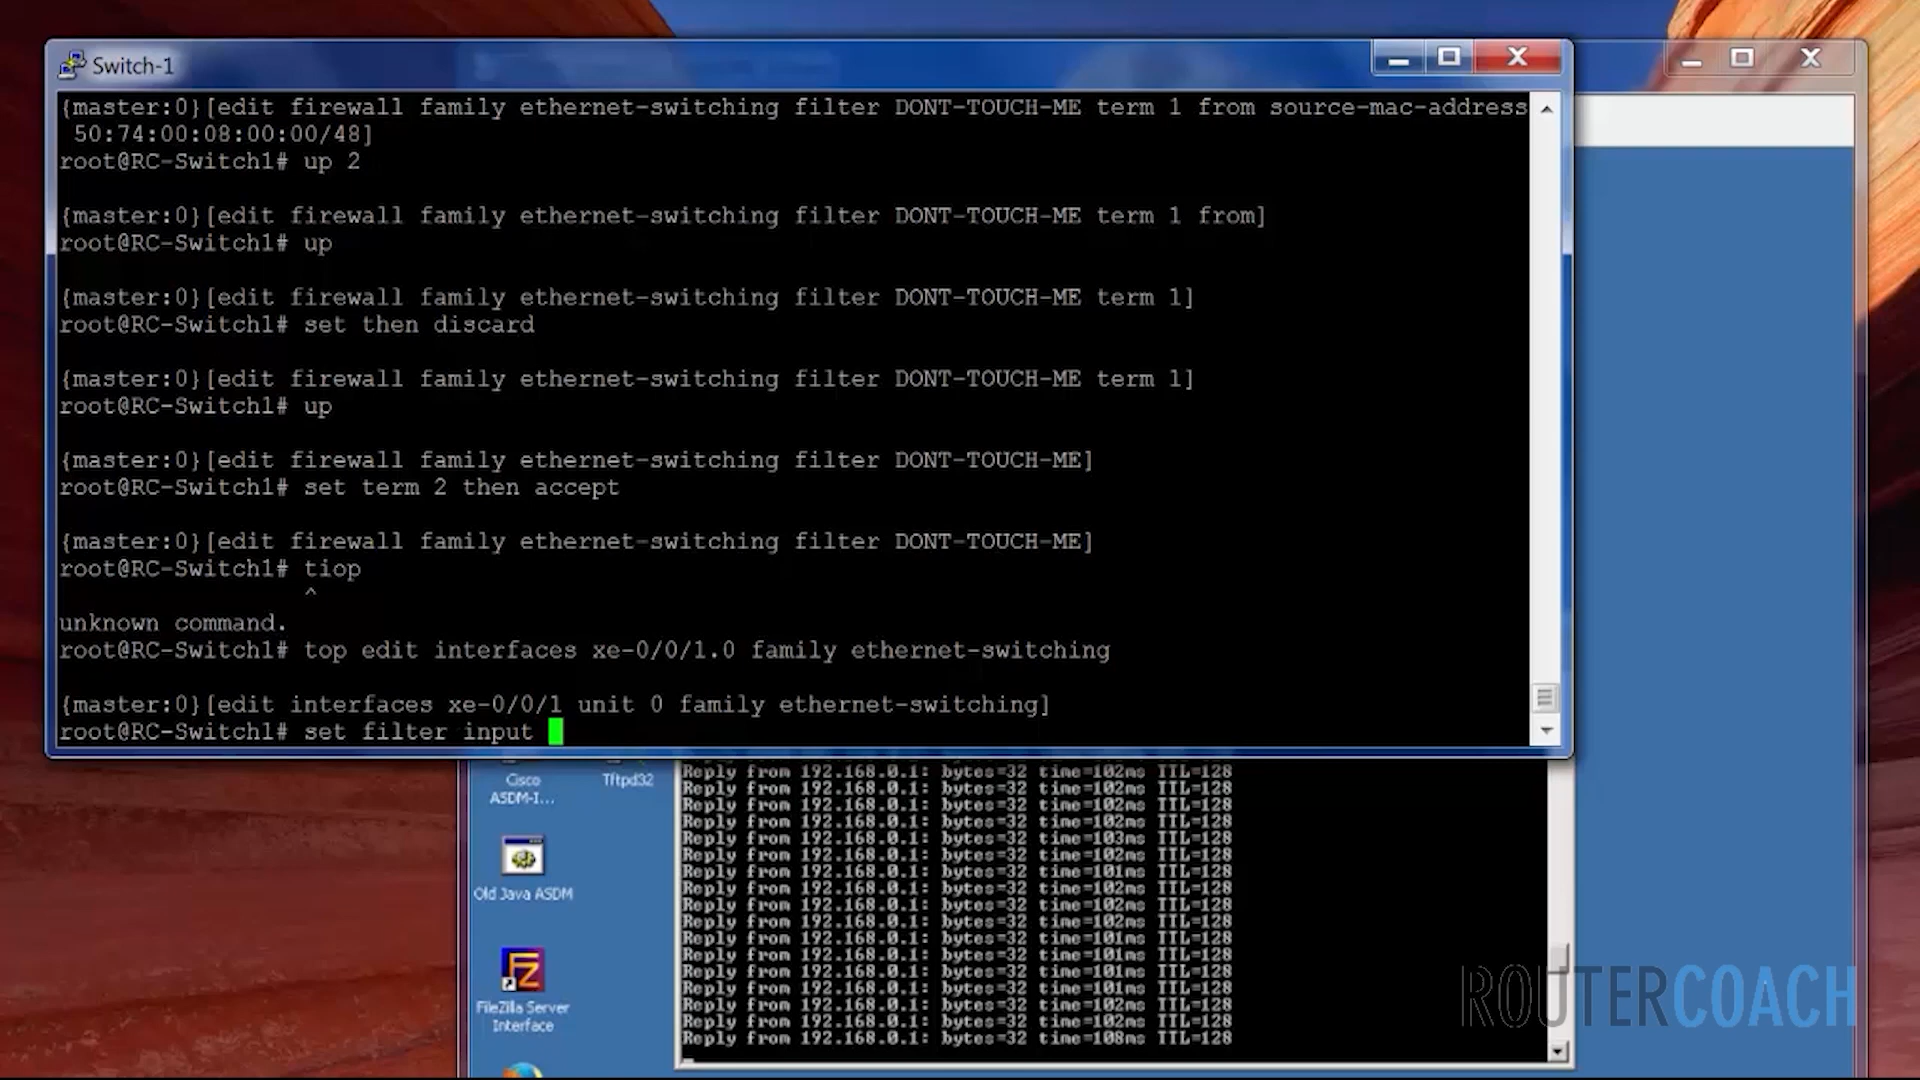 Switch-1
{master:0}[edit firewall family ethernet-switching filter DONT-TOUCH-ME term 1 from source-mac-address
50:74:00:08:00:00/48]
root@RC-Switch1# up 2
{master:0}[edit firewall family ethernet-switching filter DONT-TOUCH-ME term 1 from]
root@RC-Switch1# up
{master:0}[edit firewall family ethernet-switching filter DONT-TOUCH-ME term 1]
root@RC-Switch1# set then discard
{master:0}[edit firewall family ethernet-switching filter DONT-TOUCH-ME term 1]
root@RC-Switch1# up
{master:0}[edit firewall family ethernet-switching filter DONT-TOUCH-ME]
root@RC-Switch1# set term 2 then accept
{master:0}[edit firewall family ethernet-switching filter DONT-TOUCH-ME]
root@RC-Switch1# tiop
^
unknown command.
root@RC-Switch1# top edit interfaces xe-0/0/1.0 family ethernet-switching
{master:0}[edit interfaces xe-0/0/1 unit 0 family ethernet-switching]
root@RC-Switch1# set filter input
Cisco
ASDM-I...
Tftpd32
Old Java ASDM
FileZilla Server
Interface
Reply from 192.168.0.1: bytes=32 time=102ms TTL=128
Reply from 192.168.0.1: bytes=32 time=102ms TTL=128
Reply from 192.168.0.1: bytes=32 time=102ms TTL=128
Reply from 192.168.0.1: bytes=32 time=102ms TTL=128
Reply from 192.168.0.1: bytes=32 time=103ms TTL=128
Reply from 192.168.0.1: bytes=32 time=102ms TTL=128
Reply from 192.168.0.1: bytes=32 time=101ms TTL=128
Reply from 192.168.0.1: bytes=32 time=102ms TTL=128
Reply from 192.168.0.1: bytes=32 time=102ms TTL=128
Reply from 192.168.0.1: bytes=32 time=102ms TTL=128
Reply from 192.168.0.1: bytes=32 time=101ms TTL=128
Reply from 192.168.0.1: bytes=32 time=101ms TTL=128
Reply from 192.168.0.1: bytes=32 time=101ms TTL=128
Reply from 192.168.0.1: bytes=32 time=101ms TTL=128
Reply from 192.168.0.1: bytes=32 time=102ms TTL=128
Reply from 192.168.0.1: bytes=32 time=102ms TTL=128
Reply from 192.168.0.1: bytes=32 time=108ms TTL=128
ROUTERCOACH